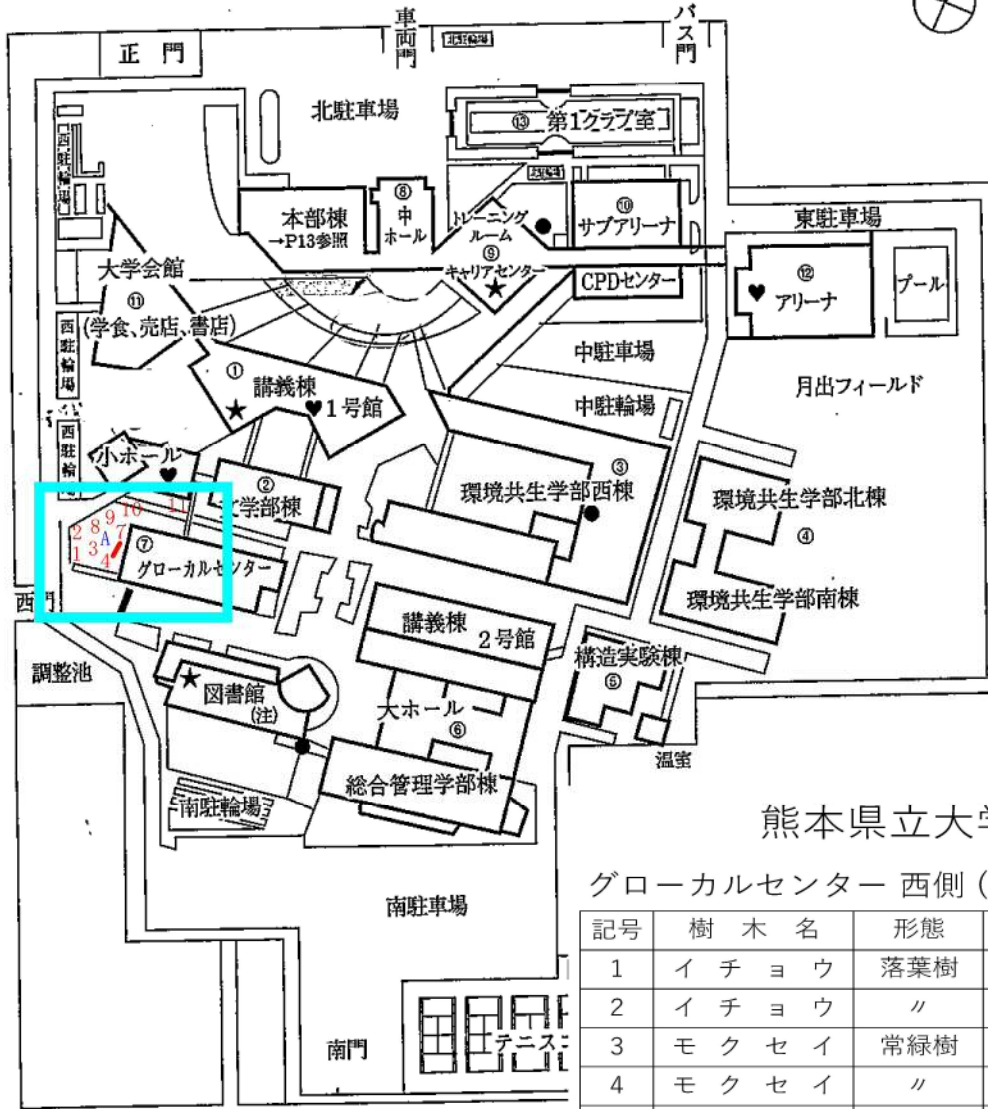 正門
車両門
北駐輪場
バス門
北駐車場
⑬ 第1クラブ室
西駐輪場
本部棟
→P13参照
⑧
中ホール
トレーニングルーム
⑨
キャリアセンター
★
●
北駐輪場
⑩
サブアリーナ
CPDセンター
東駐車場
⑫
♥ アリーナ
プール
大学会館
⑪
(学食、売店、書店)
西駐輪場
中駐車場
中駐輪場
月出フィールド
①
講義棟
★ ♥ 1号館
西駐輪場
小ホール
♥
②
文学部棟
③
環境共生学部西棟
●
環境共生学部北棟
④
環境共生学部南棟
11
10
9
8
2
A
7
3
1
4
⑦
グローカルセンター
西門
調整池
講義棟
2号館
構造実験棟
⑤
温室
★ 図書館
(注)
●
大ホール
⑥
総合管理学部棟
南駐輪場
南駐車場
南門
テニスコ
熊本県立大学
グローカルセンター 西側 (
記号 樹木名 形態
1 イチョウ 落葉樹
2 イチョウ 〃
3 モクセイ 常緑樹
4 モクセイ 〃